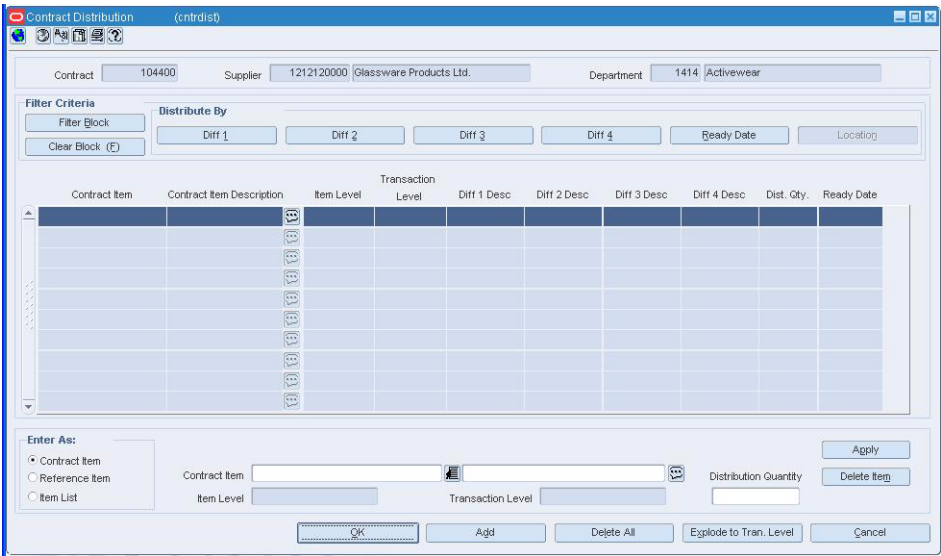 Contract Distribution (cntrdist)
Contract 104400 Supplier 1212120000 Glassware Products Ltd. Department 1414 Activewear
Filter Criteria
Filter Block
Clear Block (F)
Distribute By
Diff 1 Diff 2 Diff 3 Diff 4 Ready Date Location
Contract Item Contract Item Description Item Level Transaction Level Diff 1 Desc Diff 2 Desc Diff 3 Desc Diff 4 Desc Dist. Qty. Ready Date
Enter As:
Contract Item
Reference Item
Item List
Contract Item
Item Level Transaction Level
Distribution Quantity
Apply
Delete Item
OK Add Delete All Explode to Tran. Level Cancel